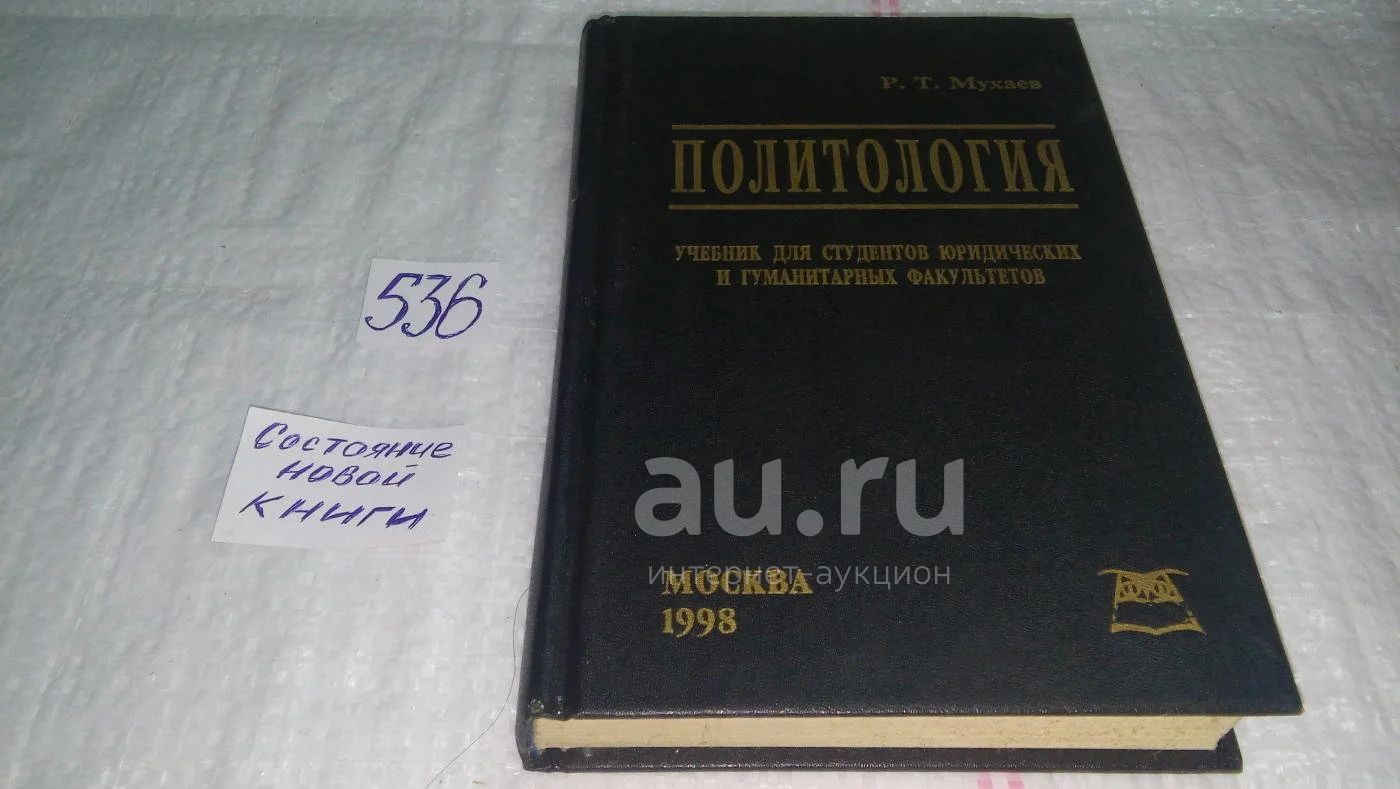 Р. Т. Мухаев
ПОЛИТОЛОГИЯ
УЧЕБНИК ДЛЯ СТУДЕНТОВ ЮРИДИЧЕСКИХ
И ГУМАНИТАРНЫХ ФАКУЛЬТЕТОВ
536
Состояние
новой
книги
au.ru
интернет-аукцион
МОСКВА
1998